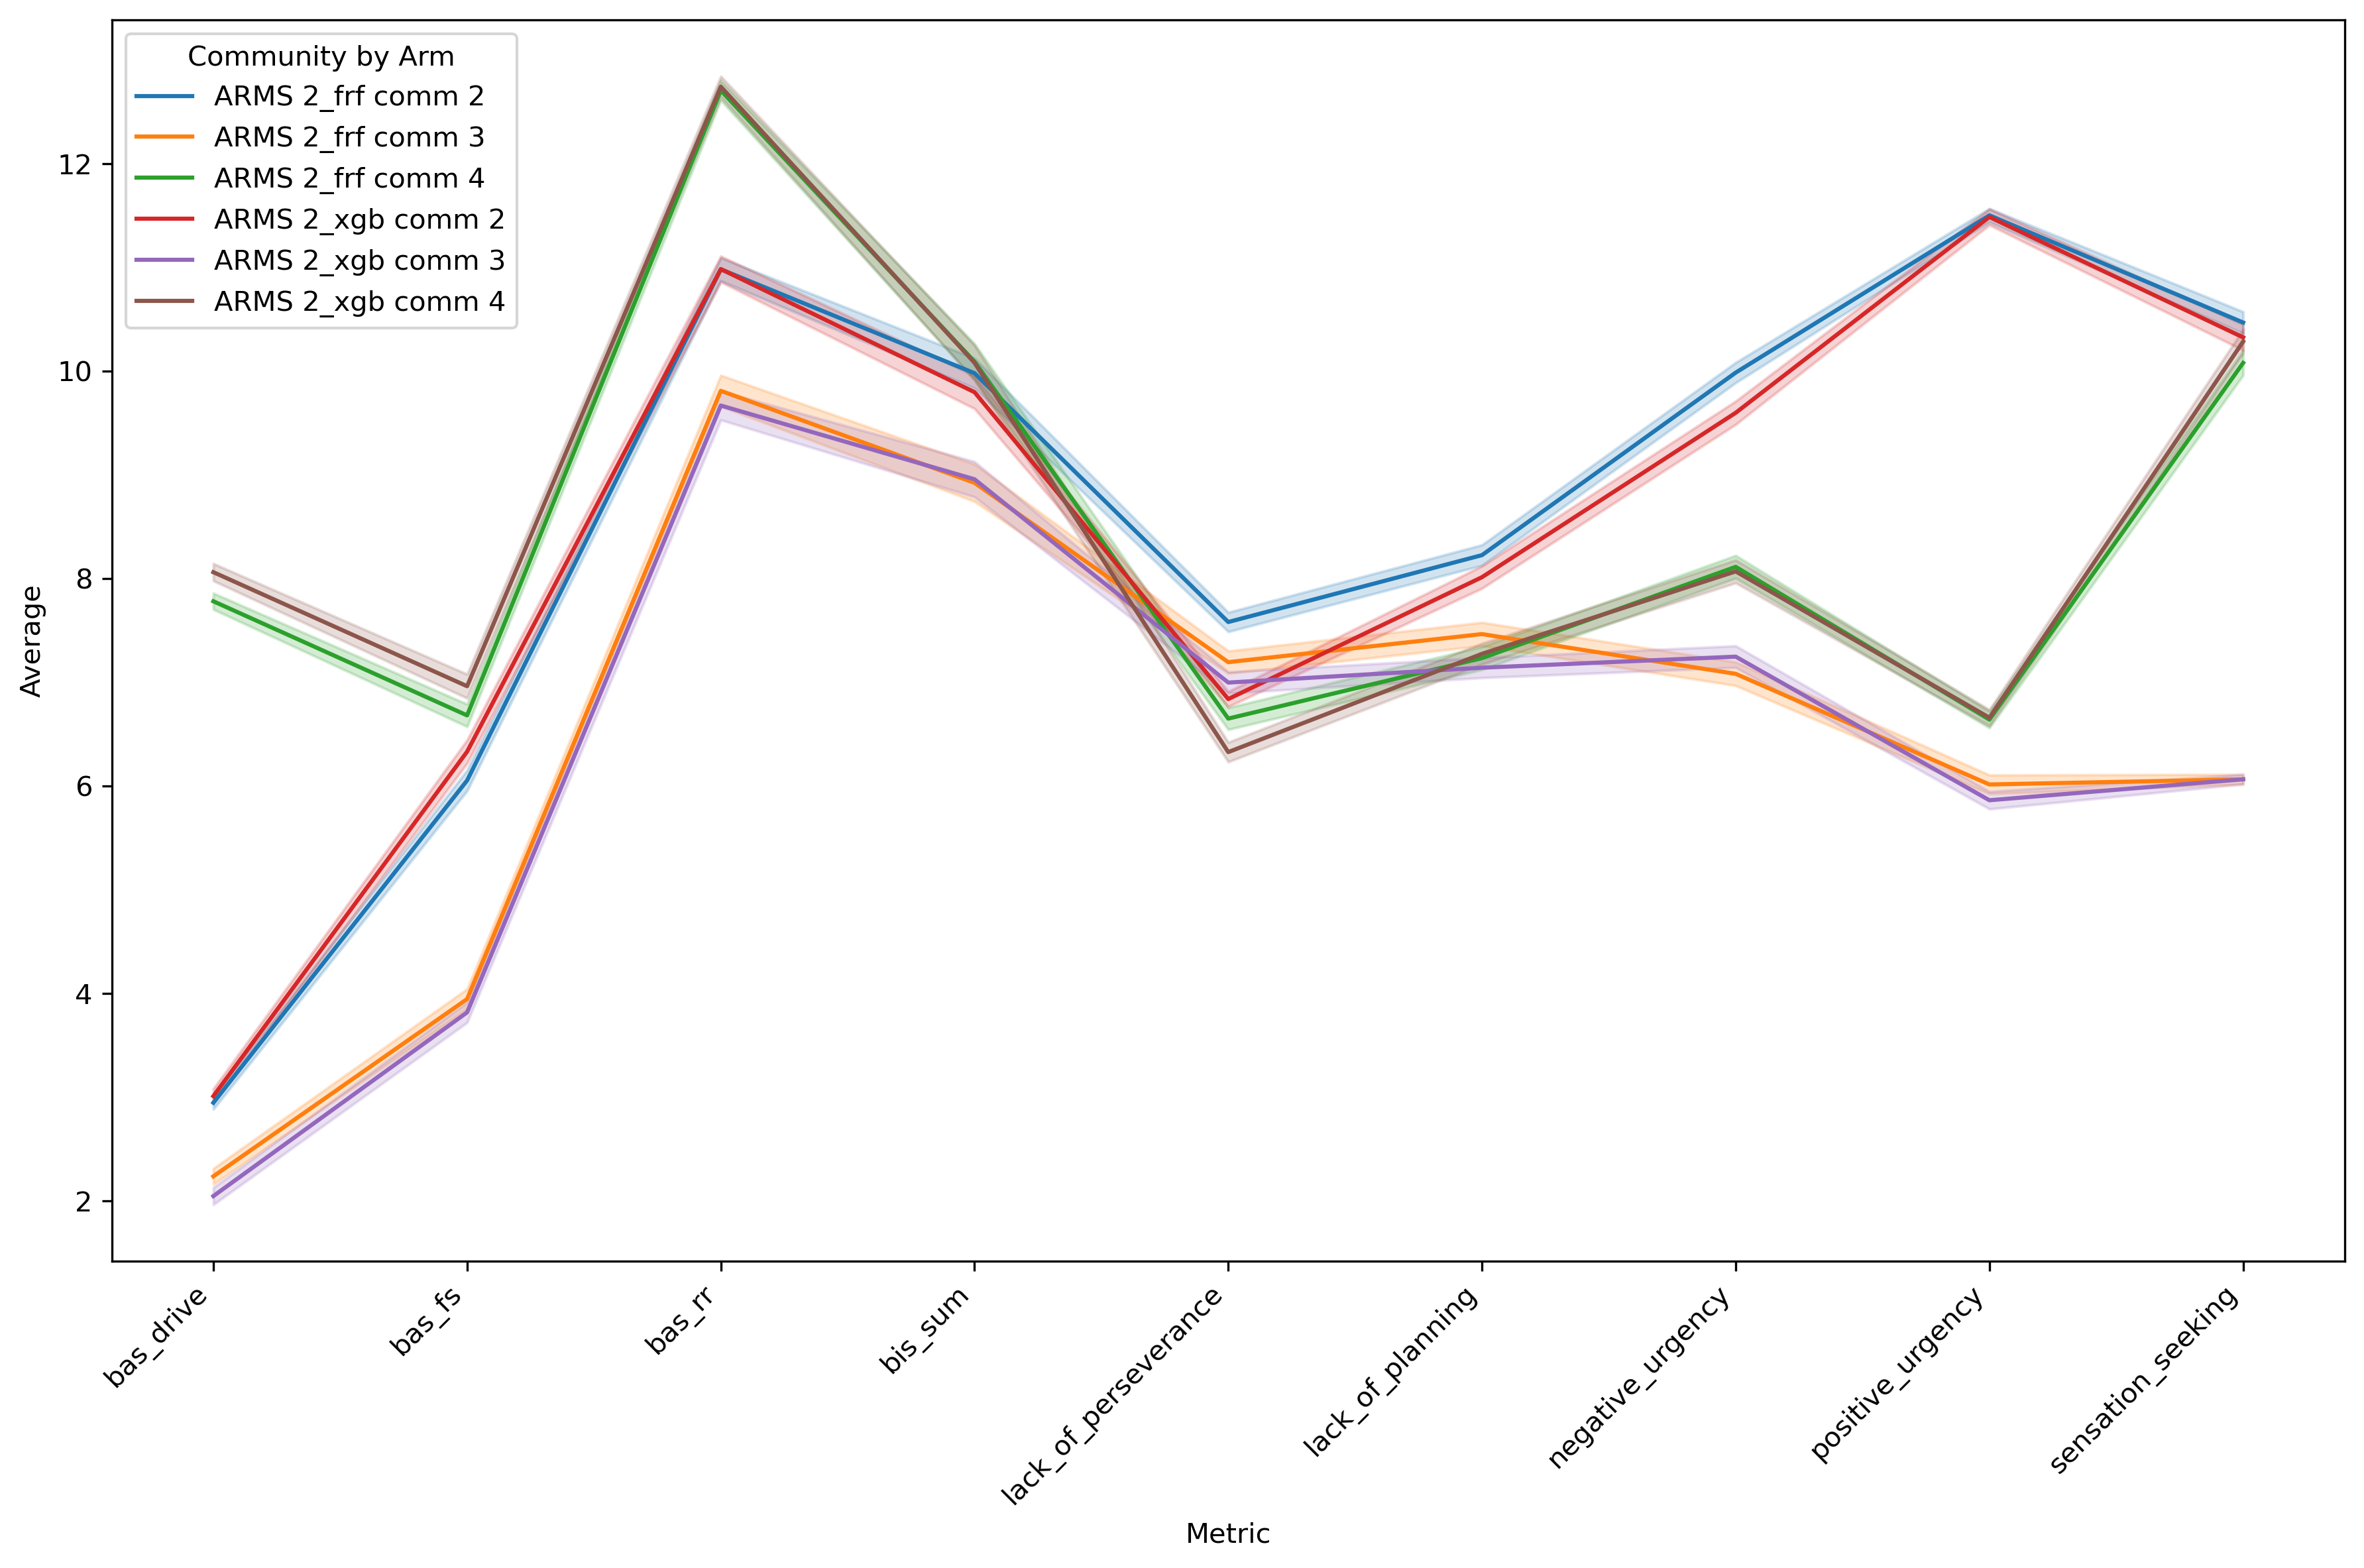 Community by Arm
ARMS 2_frf comm 2
ARMS 2_frf comm 3
ARMS 2_frf comm 4
ARMS 2_xgb comm 2
ARMS 2_xgb comm 3
ARMS 2_xgb comm 4
Average
12
10
8
6
4
2
bas_drive
bas_fs
bas_rr
bis_sum
lack_of_perseverance
lack_of_planning
negative_urgency
positive_urgency
sensation_seeking
Metric